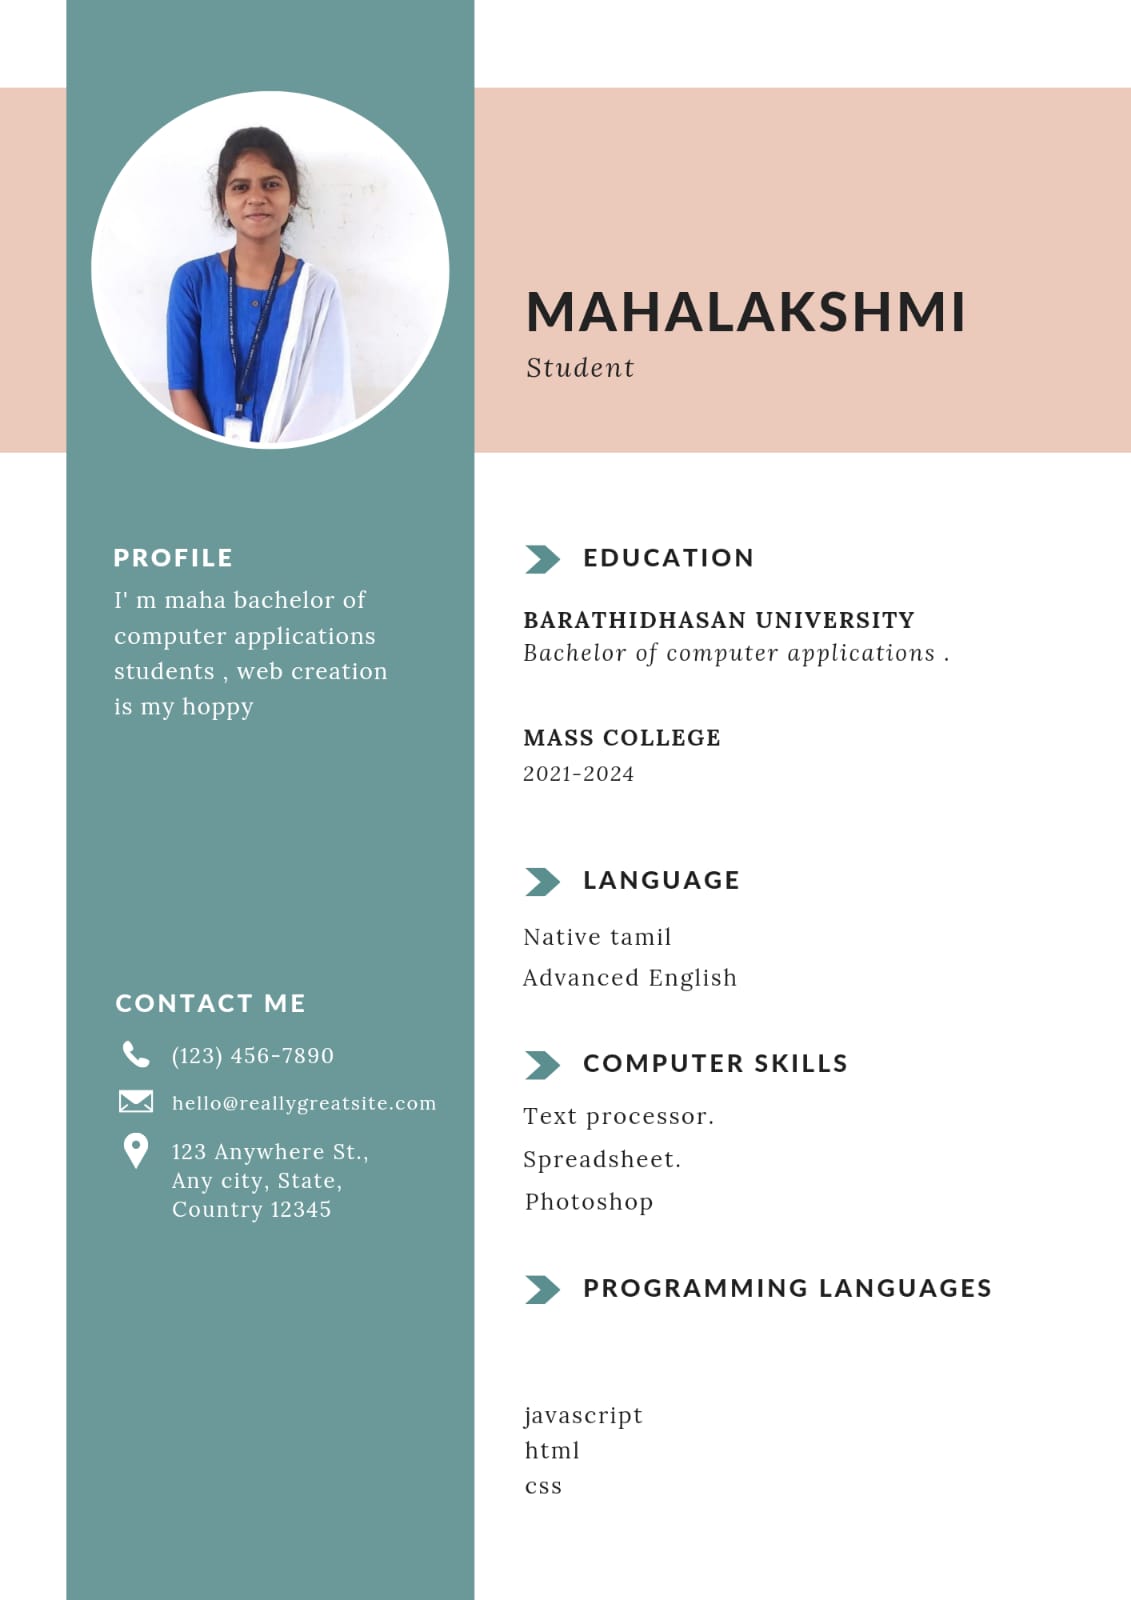 MAHALAKSHMI
Student
PROFILE
I' m maha bachelor of
computer applications
students , web creation
is my hoppy
CONTACT ME
(123) 456-7890
hello@reallygreatsite.com
123 Anywhere St.,
Any city, State,
Country 12345
EDUCATION
BARATHIDHASAN UNIVERSITY
Bachelor of computer applications .
MASS COLLEGE
2021-2024
LANGUAGE
Native tamil
Advanced English
COMPUTER SKILLS
Text processor.
Spreadsheet.
Photoshop
PROGRAMMING LANGUAGES
javascript
html
css